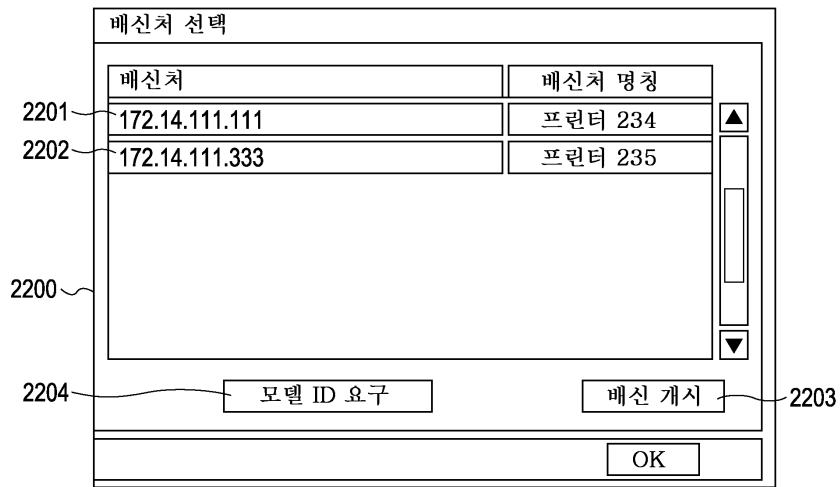 배신처 선택
배신처 배신처 명칭
2201 172.14.111.111 프린터 234
2202 172.14.111.333 프린터 235
2200
2204 모델 ID 요구 배신 개시 2203
OK